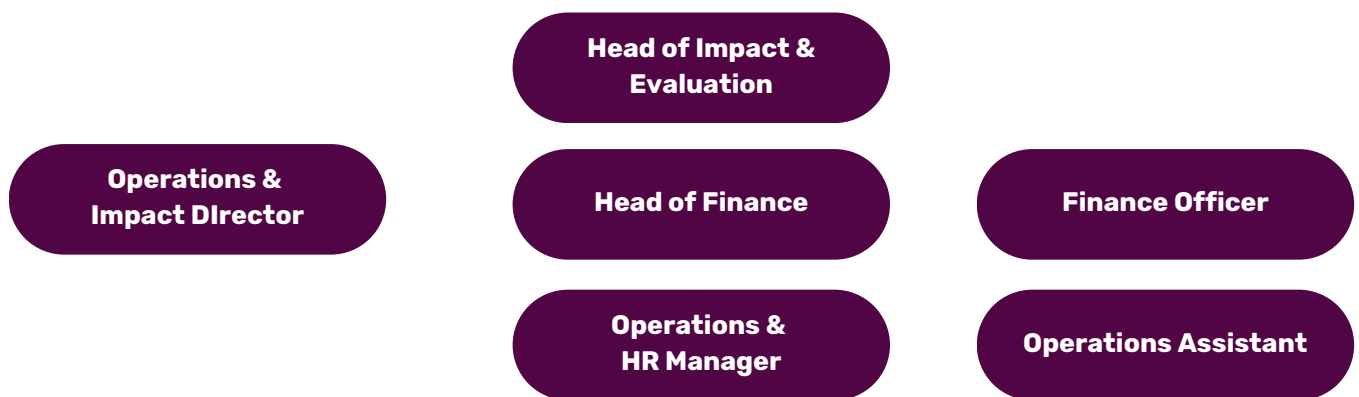 Head of Impact &
Evaluation
Operations &
Impact DIrector
Head of Finance
Finance Officer
Operations &
HR Manager
Operations Assistant